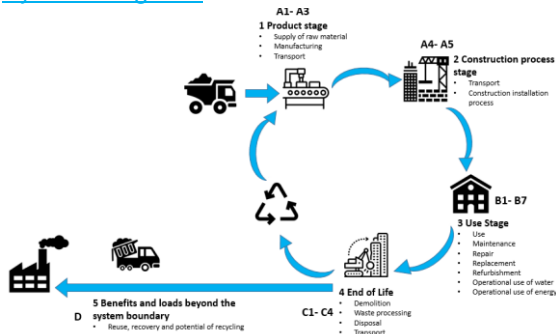 A1- A3
1 Product stage
• Supply of raw material
• Manufacturing
• Transport
A4- A5
2 Construction process
stage
• Transport
• Construction installation
process
B1- B7
3 Use Stage
• Use
• Maintenance
• Repair
• Replacement
• Refurbishment
• Operational use of water
• Operational use of energy
4 End of Life
C1- C4
• Demolition
• Waste processing
• Disposal
• Transport
5 Benefits and loads beyond the
D system boundary
• Reuse, recovery and potential of recycling